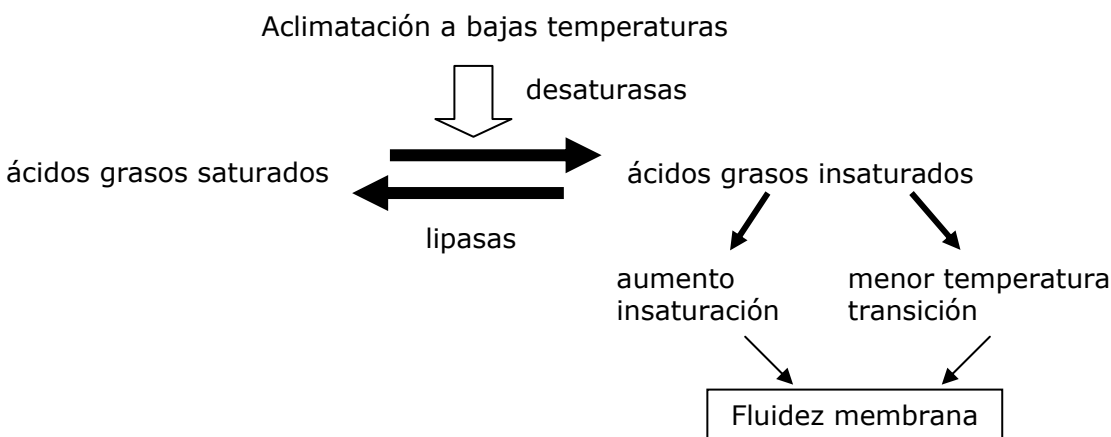 Aclimatación a bajas temperaturas
desaturasas
ácidos grasos saturados
ácidos grasos insaturados
lipasas
aumento
insaturación
menor temperatura
transición
Fluidez membrana